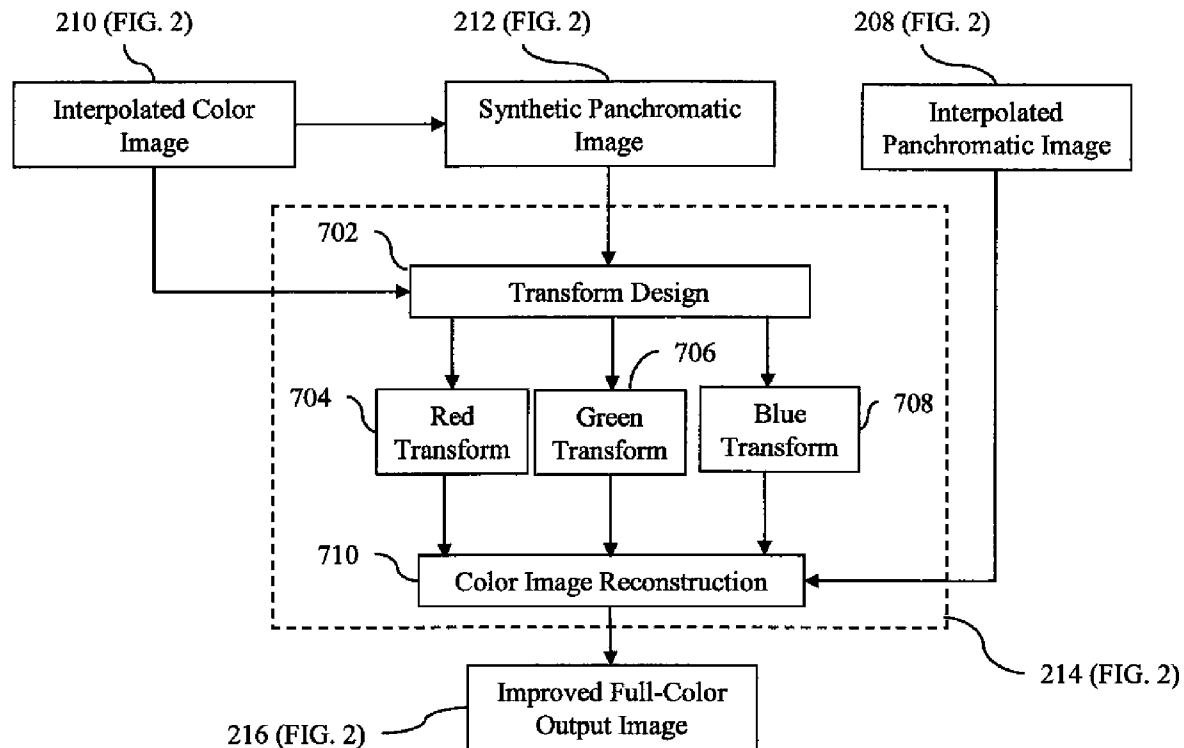 210 (FIG. 2)
212 (FIG. 2)
208 (FIG. 2)
Interpolated Color
Image
Synthetic Panchromatic
Image
Interpolated
Panchromatic Image
702
Transform Design
706
704
Red
Transform
Green
Transform
Blue
Transform
708
710
Color Image Reconstruction
214 (FIG. 2)
Improved Full-Color
Output Image
216 (FIG. 2)